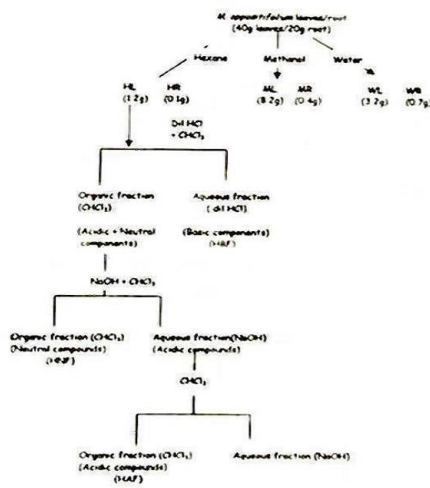 M. oppositifolium leaves/root
(40g leaves/20g root)
Hexane Methanol Water
HL HR ML MR WL WR
(1.2g) (0.1g) (8.2g) (0.4g) (3.2g) (0.7g)
Dil HCl
+ CHCl₃
Organic fraction Aqueous fraction
(CHCl₃) (dil HCl)
(Acidic + Neutral (Basic components)
components)
NaOH + CHCl₃
Organic fraction (CHCl₃) Aqueous fraction(NaOH)
(Neutral compounds) (Acidic compounds)
(HNF)
CHCl₃
Organic fraction (CHCl₃) Aqueous fraction (NaOH)
(Acidic compounds)
(HAF)